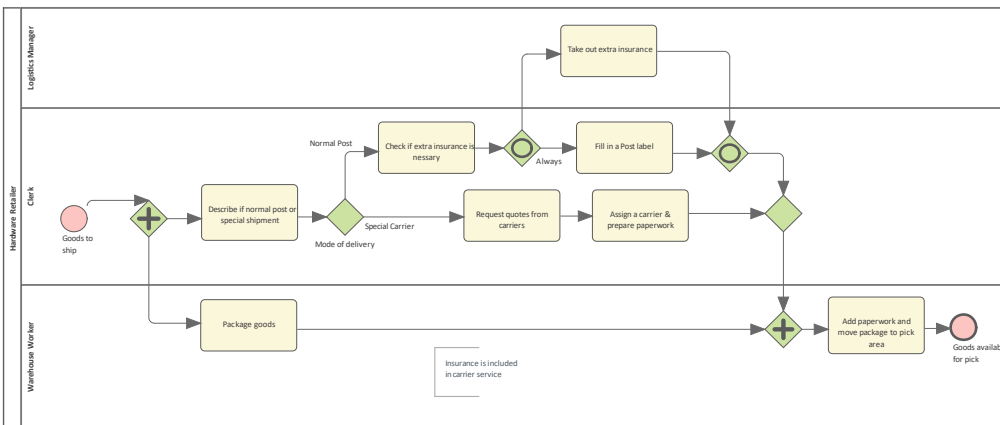 Hardware Retailer
Logistics Manager
Take out extra insurance
Clerk
Normal Post
Check if extra insurance is
nessary
Always
Fill in a Post label
Goods to
ship
Describe if normal post or
special shipment
Special Carrier
Mode of delivery
Request quotes from
carriers
Assign a carrier &
prepare paperwork
Warehouse Worker
Package goods
Insurance is included
in carrier service
Add paperwork and
move package to pick
area
Goods availab
for pick